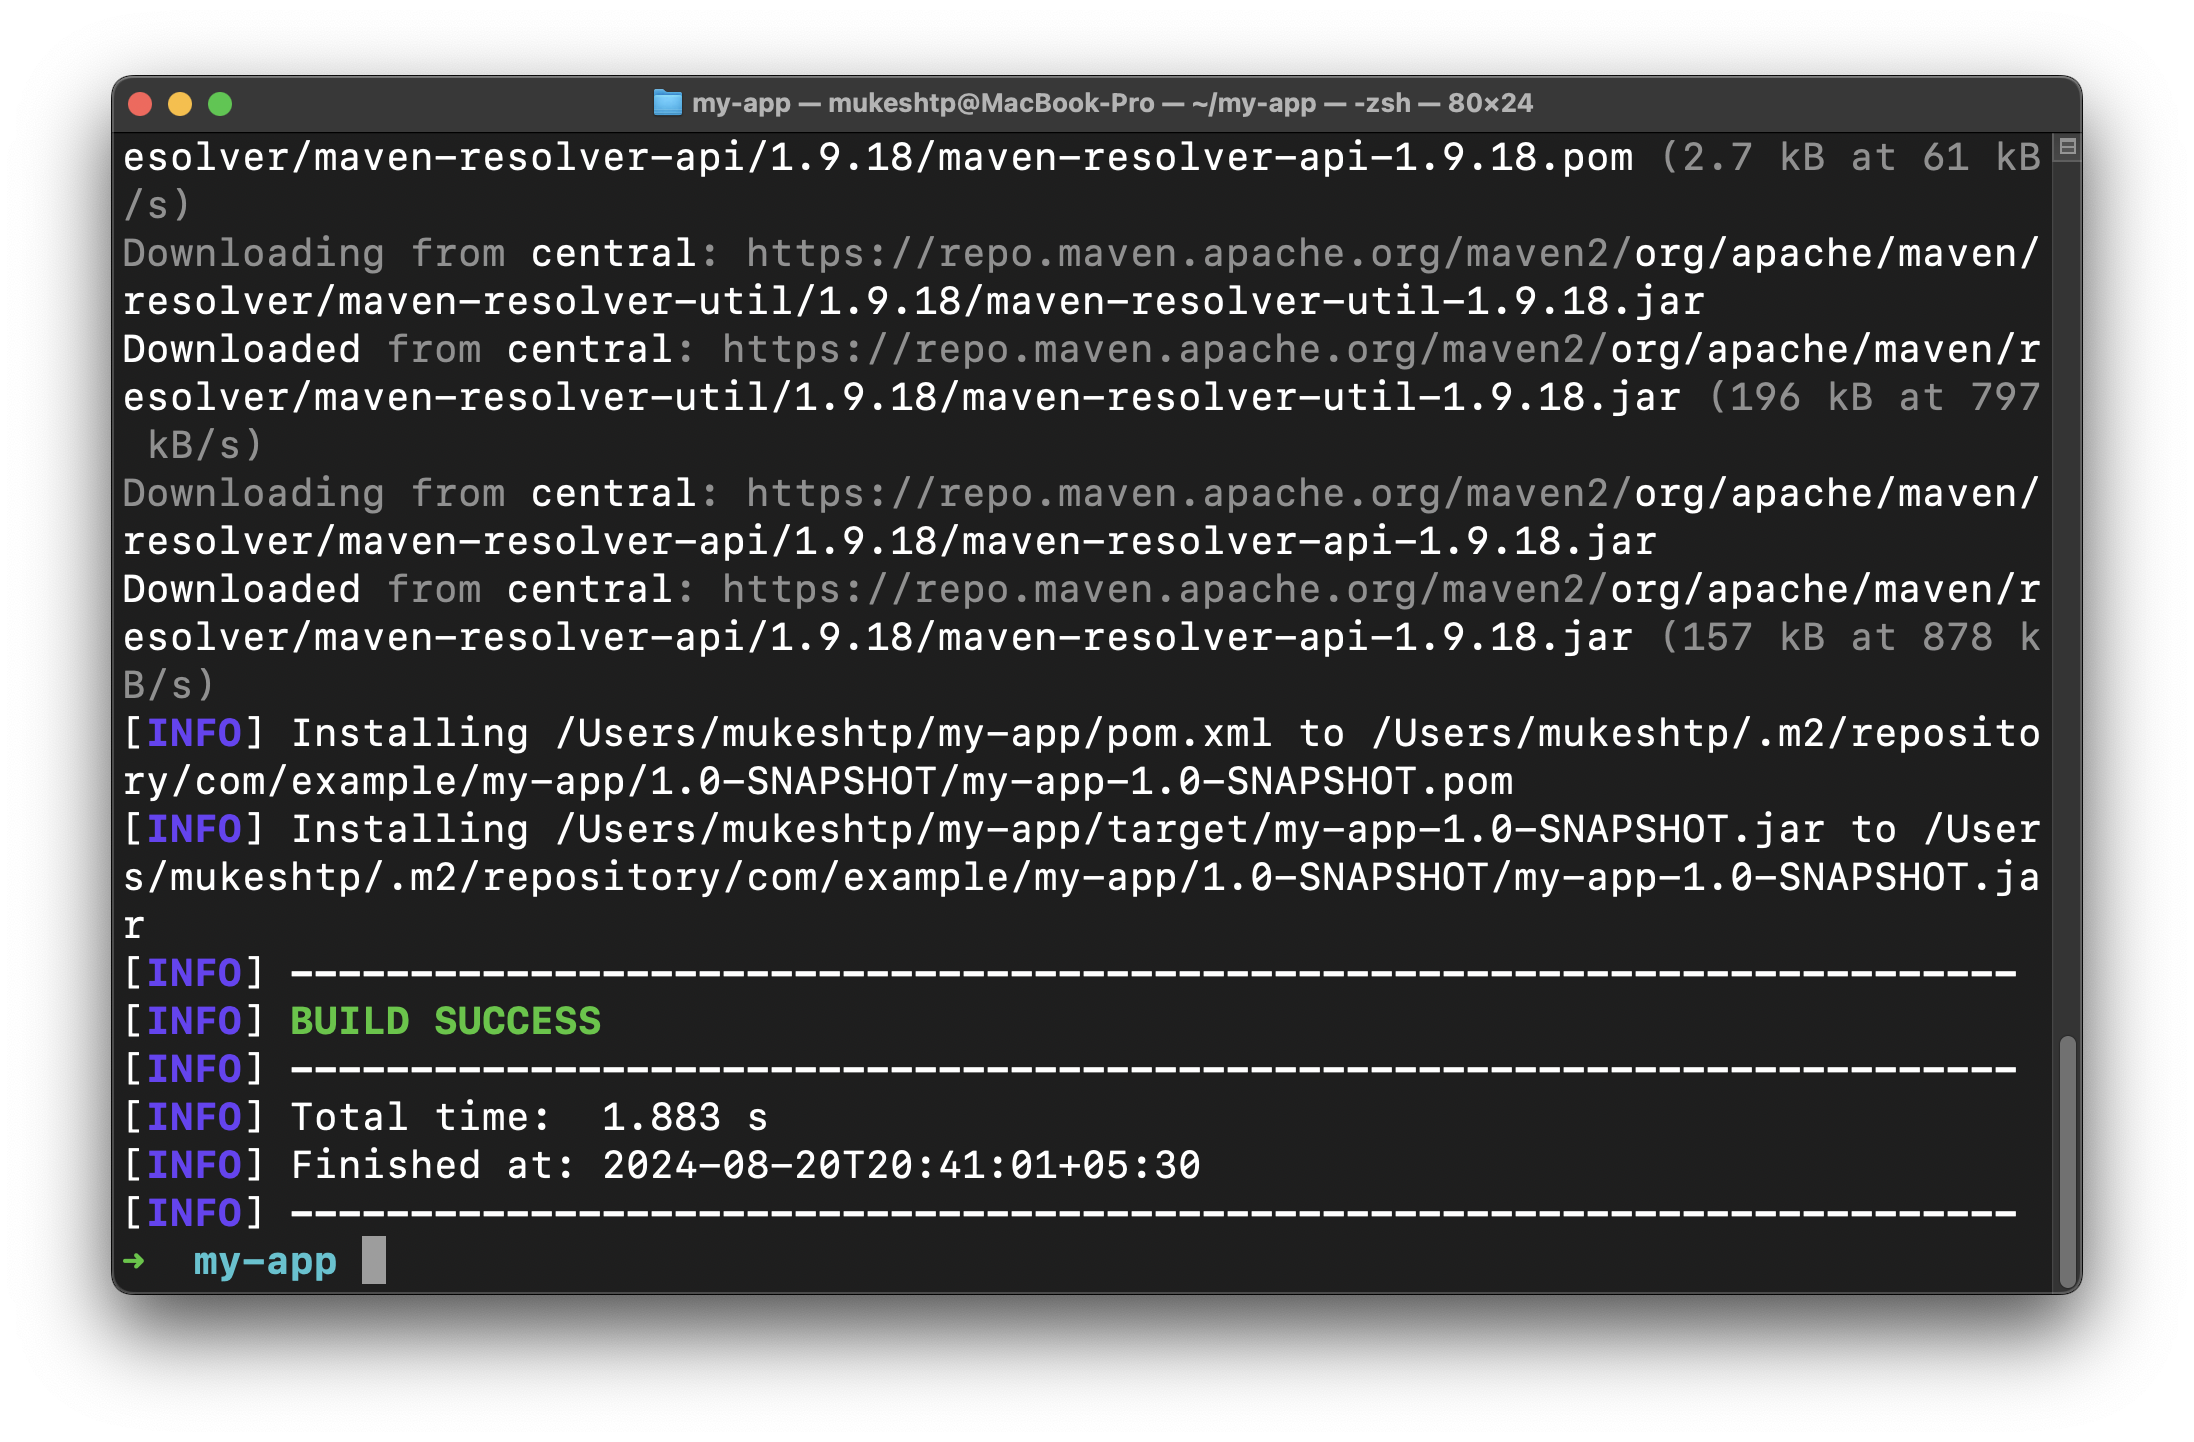 my-app — mukeshtp@MacBook-Pro — ~/my-app — -zsh — 80×24
esolver/maven-resolver-api/1.9.18/maven-resolver-api-1.9.18.pom (2.7 kB at 61 kB
/s)
Downloading from central: https://repo.maven.apache.org/maven2/org/apache/maven/
resolver/maven-resolver-util/1.9.18/maven-resolver-util-1.9.18.jar
Downloaded from central: https://repo.maven.apache.org/maven2/org/apache/maven/r
esolver/maven-resolver-util/1.9.18/maven-resolver-util-1.9.18.jar (196 kB at 797
 kB/s)
Downloading from central: https://repo.maven.apache.org/maven2/org/apache/maven/
resolver/maven-resolver-api/1.9.18/maven-resolver-api-1.9.18.jar
Downloaded from central: https://repo.maven.apache.org/maven2/org/apache/maven/r
esolver/maven-resolver-api/1.9.18/maven-resolver-api-1.9.18.jar (157 kB at 878 k
B/s)
[INFO] Installing /Users/mukeshtp/my-app/pom.xml to /Users/mukeshtp/.m2/reposito
ry/com/example/my-app/1.0-SNAPSHOT/my-app-1.0-SNAPSHOT.pom
[INFO] Installing /Users/mukeshtp/my-app/target/my-app-1.0-SNAPSHOT.jar to /User
s/mukeshtp/.m2/repository/com/example/my-app/1.0-SNAPSHOT/my-app-1.0-SNAPSHOT.ja
r
[INFO] ------------------------------------------------------------------------
[INFO] BUILD SUCCESS
[INFO] ------------------------------------------------------------------------
[INFO] Total time:  1.883 s
[INFO] Finished at: 2024-08-20T20:41:01+05:30
[INFO] ------------------------------------------------------------------------
➜  my-app